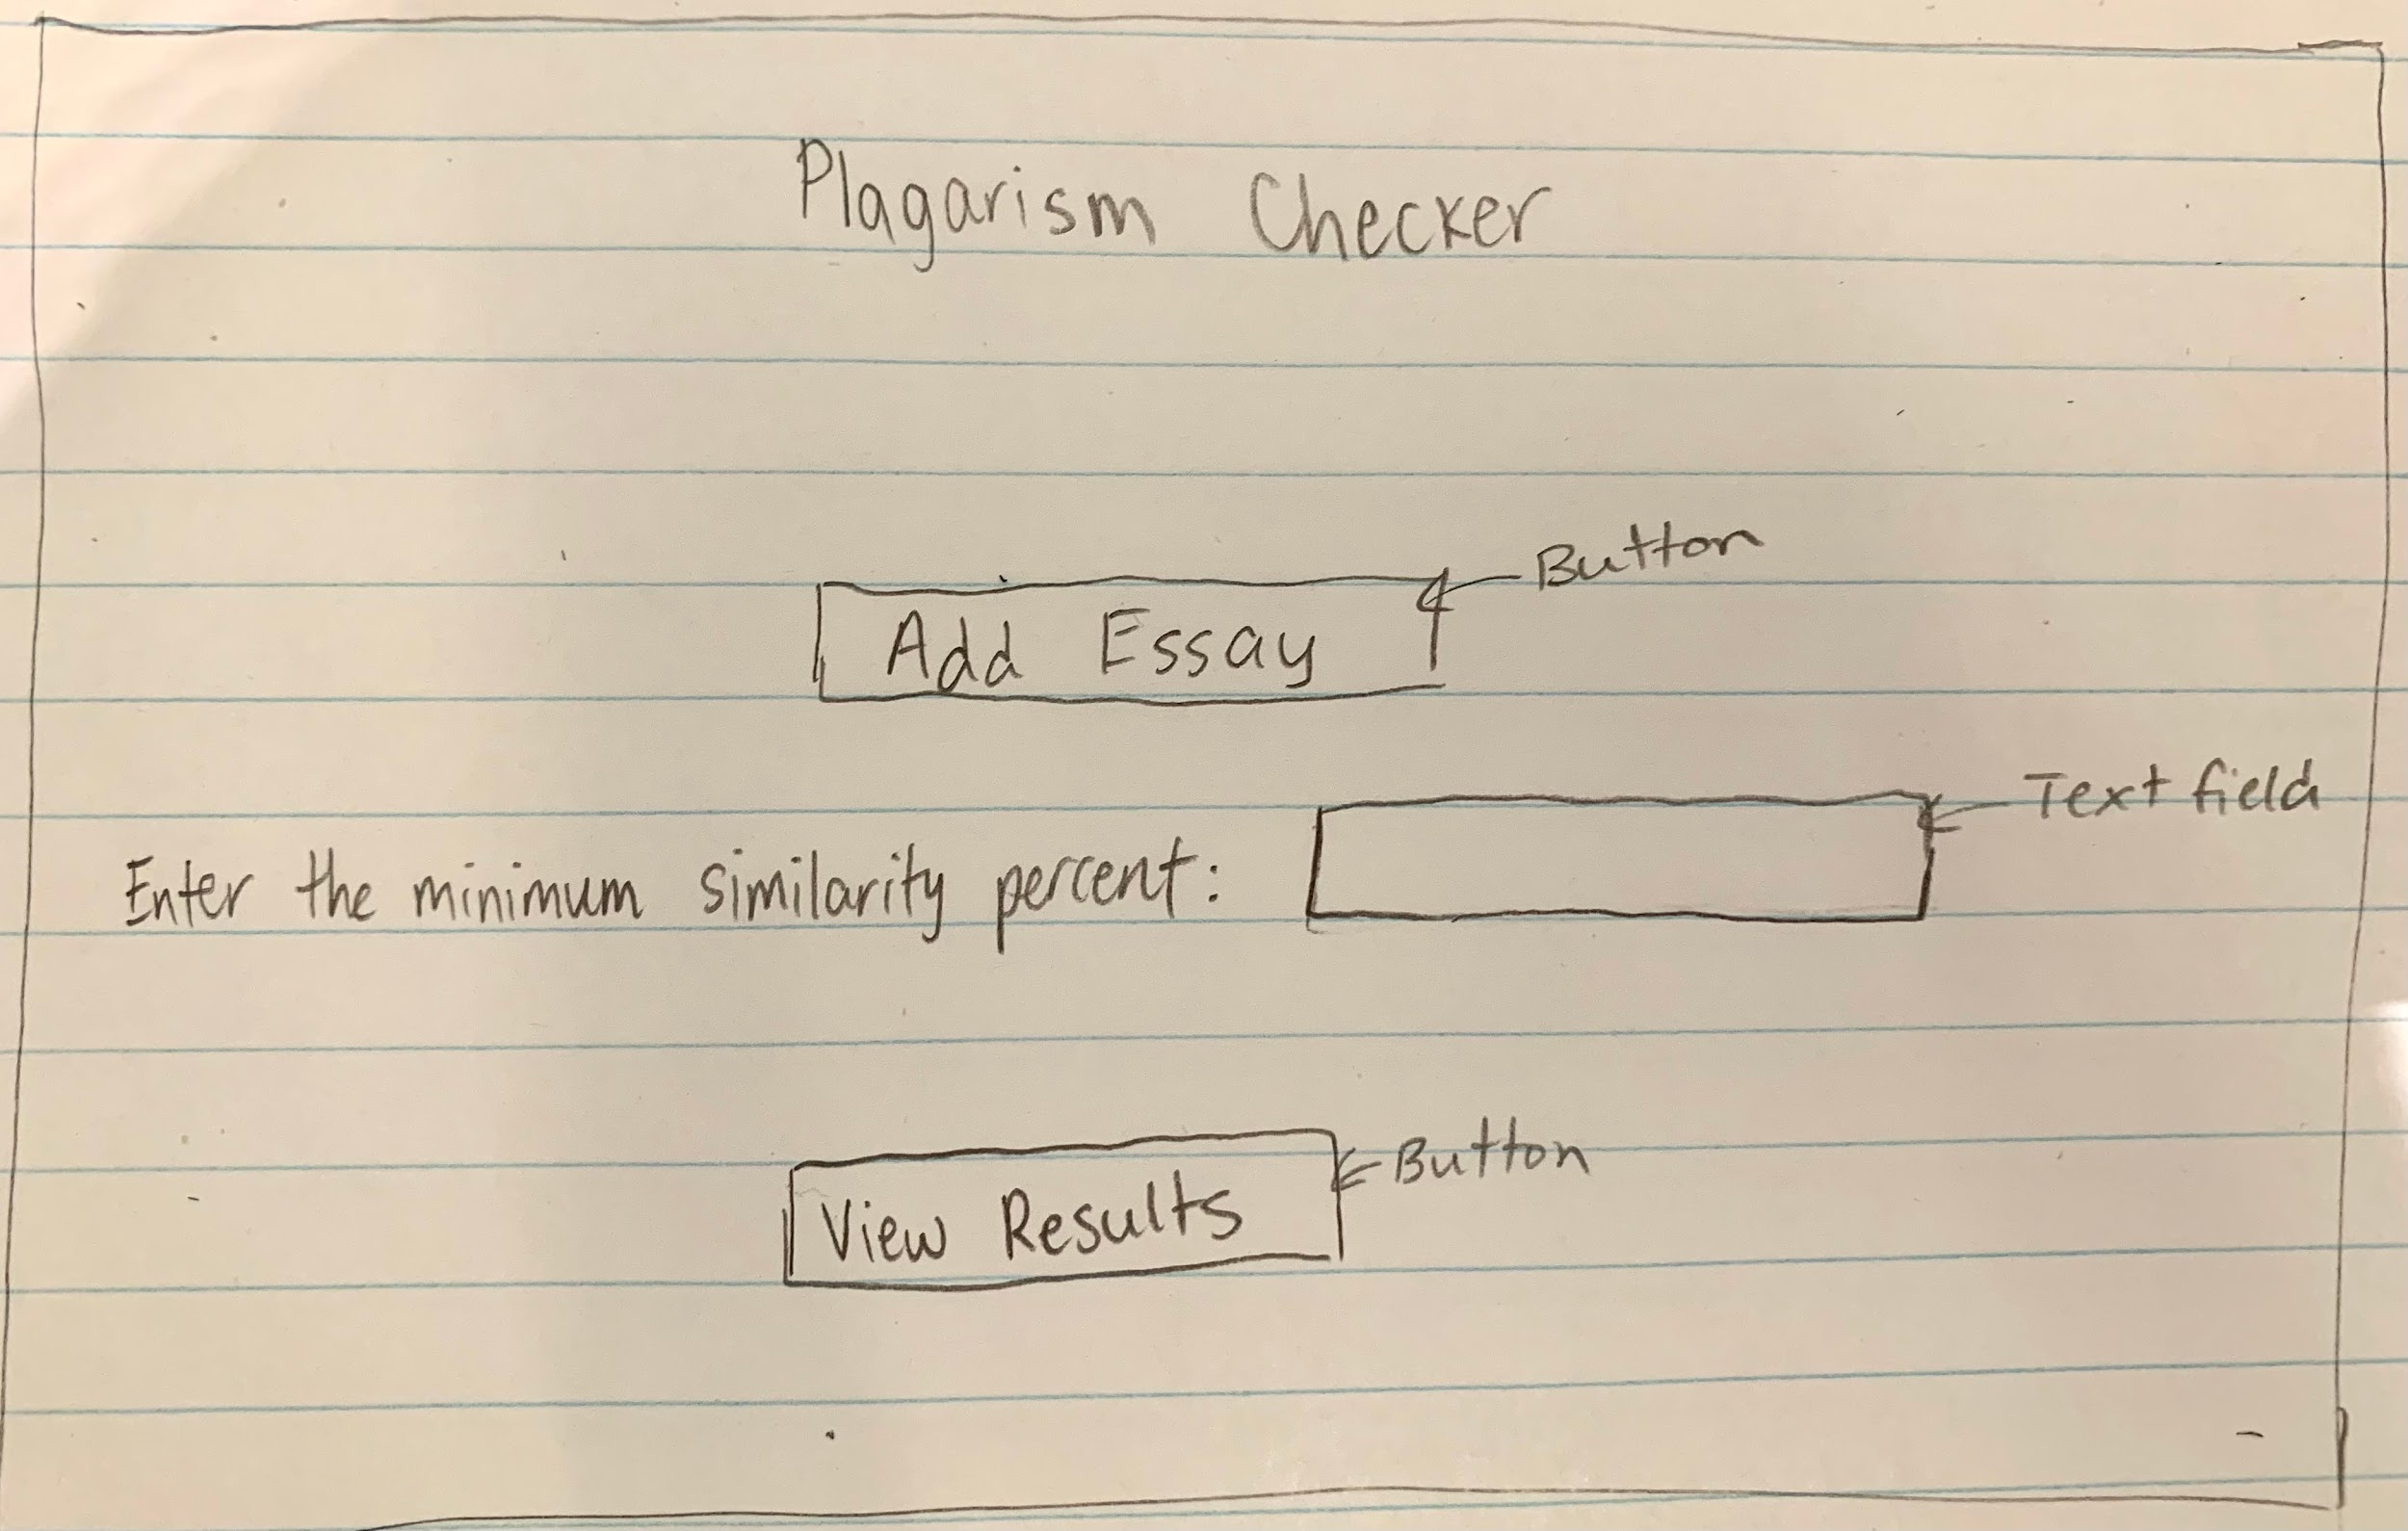 Plagarism Checker
Button
Add Essay
Text field
Enter the minimum similarity percent:
Button
View Results